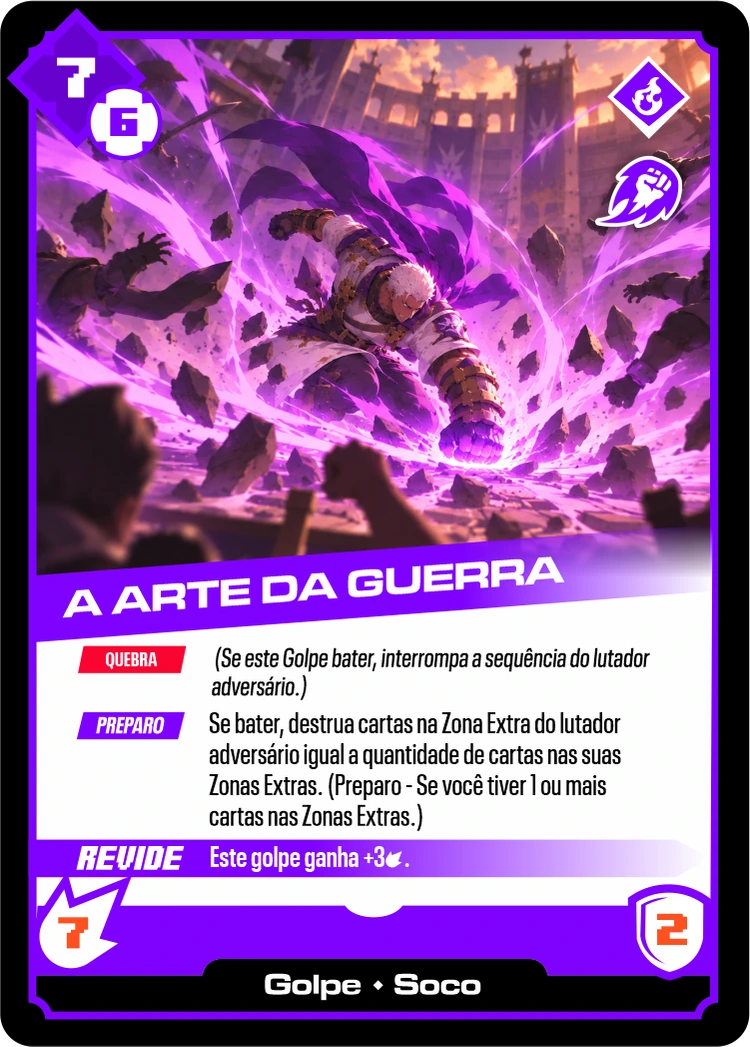 7
6
A ARTE DA GUERRA
QUEBRA (Se este Golpe bater, interrompa a sequência do lutador
adversário.)
PREPARO Se bater, destrua cartas na Zona Extra do lutador
adversário igual a quantidade de cartas nas suas
Zonas Extras. (Preparo - Se você tiver 1 ou mais
cartas nas Zonas Extras.)
REVIDE Este golpe ganha +3.
7
2
Golpe • Soco